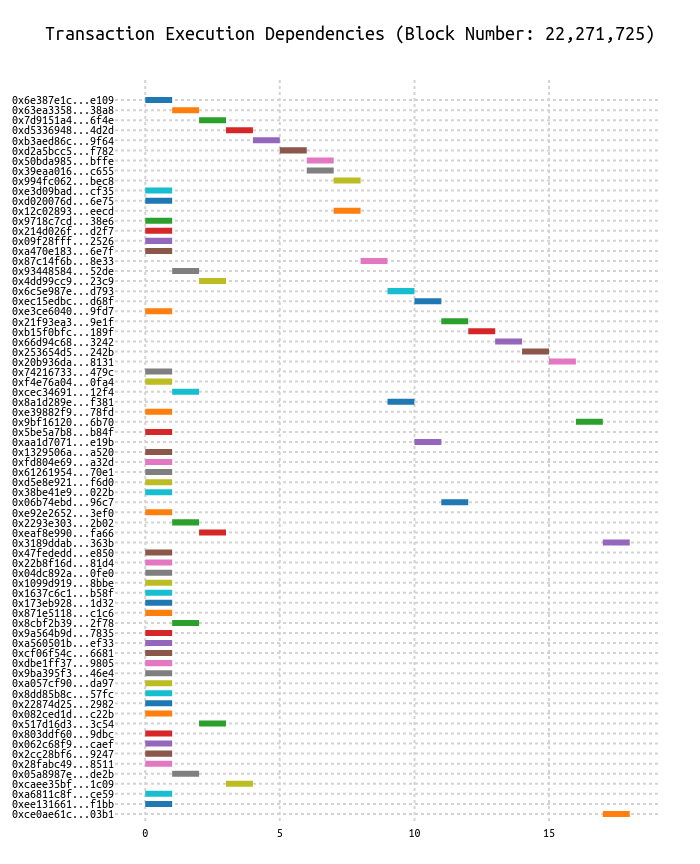 Transaction Execution Dependencies (Block Number: 22,271,725)
0x6e387e1c...e109
0x63ea3358...38a8
0x7d9151a4...6f4e
0xd5336948...4d2d
0xb3aed86c...9f64
0xd2a5bcc5...f782
0x50bda985...bffe
0x39eaa016...c655
0x994fc062...bec8
0xe3d09bad...cf35
0xd020076d...6e75
0x12c02893...eecd
0x9718c7cd...38e6
0x214d026f...d2f7
0x09f28fff...2526
0xa470e183...6e7f
0x87c14f6b...8e33
0x93448584...52de
0x4dd99cc9...23c9
0x6c5e987e...d793
0xec15edbc...d68f
0xe3ce6040...9fd7
0x21f93ea3...9e1f
0xb15f0bfc...189f
0x66d94c68...3242
0x253654d5...242b
0x20b936da...8131
0x74216733...479c
0xf4e76a04...0fa4
0xcec34691...12f4
0x8a1d289e...f381
0xe39882f9...78fd
0x9bf16120...6b70
0x5be5a7b8...b84f
0xaa1d7071...e19b
0x1329506a...a520
0xfd804e69...a32d
0x61261954...70e1
0xd5e8e921...f6d0
0x38be41e9...022b
0x06b74ebd...96c7
0xe92e2652...3ef0
0x2293e303...2b02
0xeaf8e990...fa66
0x3189ddab...363b
0x47fededd...e850
0x22b8f16d...81d4
0x04dc892a...0fe0
0x1099d919...8bbe
0x1637c6c1...b58f
0x173eb928...1d32
0x871e5118...c1c6
0x8cbf2b39...2f78
0x9a564b9d...7835
0xa560501b...ef33
0xcf06f54c...6681
0xdbe1ff37...9805
0x9ba395f3...46e4
0xa057cf90...da97
0x8dd85b8c...57fc
0x22874d25...2982
0x082ced1d...c22b
0x517d16d3...3c54
0x803ddf60...9dbc
0x062c68f9...caef
0x2cc28bf6...9247
0x28fabc49...8511
0x05a8987e...de2b
0xcaee35bf...1c09
0xa6811c8f...ce59
0xee131661...f1bb
0xce0ae61c...03b1
0 5 10 15